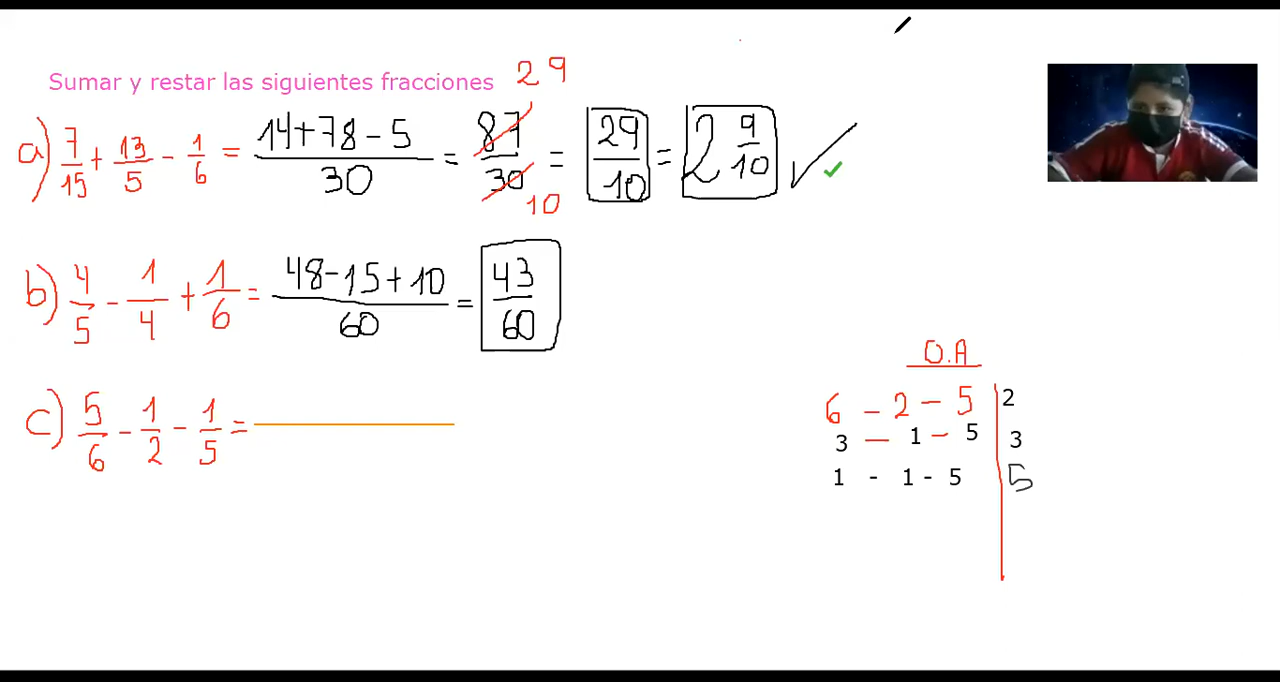 Sumar y restar las siguientes fracciones
a) 7/15 + 13/5 - 1/6 = (14+78-5)/30 = 87/30 29 10 = 29/10 = 2 9/10
b) 4/5 - 1/4 + 1/6 = (48-15+10)/60 = 43/60
c) 5/6 - 1/2 - 1/5 =
O.A
6 - 2 - 5 | 2
3 - 1 - 5 | 3
1 - 1 - 5 | 5